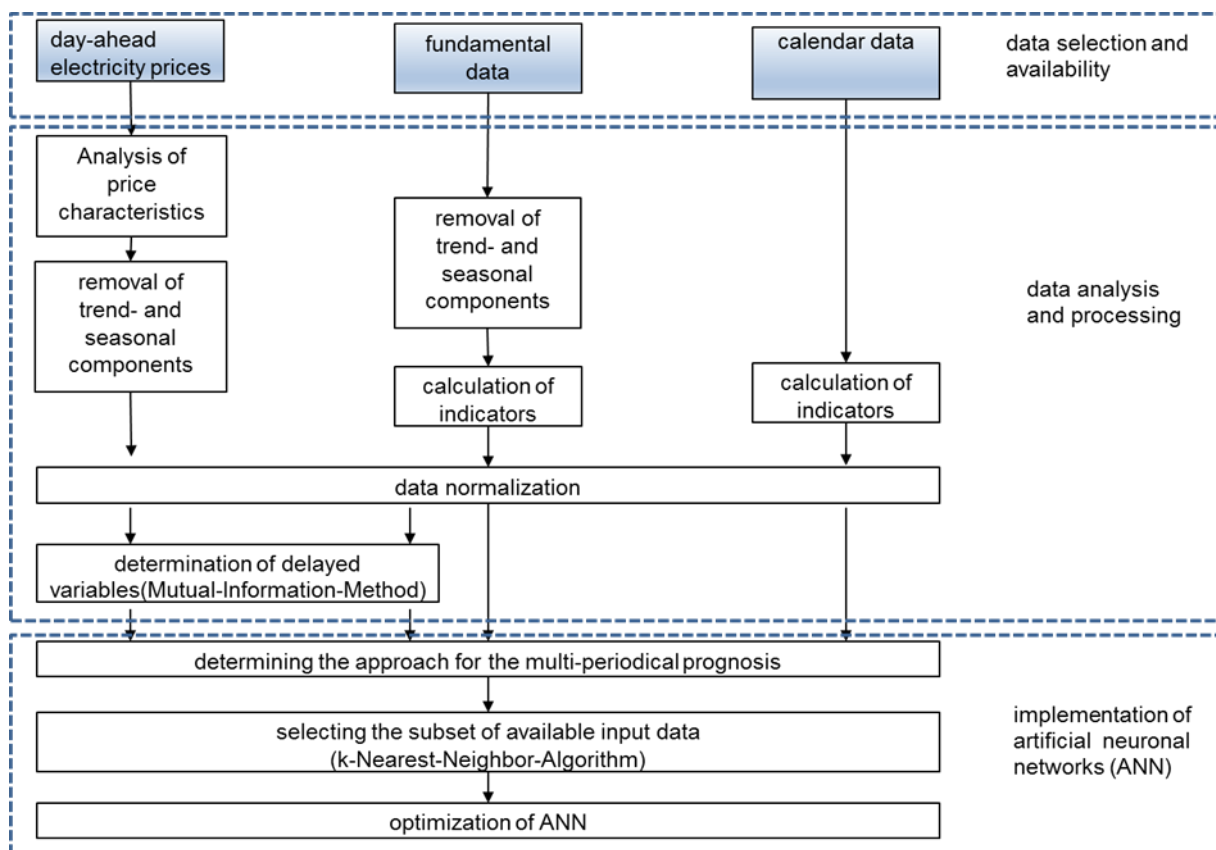 day-ahead
electricity prices
fundamental
data
calendar data
data selection and
availability
Analysis of
price
characteristics
removal of
trend- and
seasonal
components
removal of
trend- and
seasonal
components
calculation of
indicators
calculation of
indicators
data analysis
and processing
data normalization
determination of delayed
variables(Mutual-Information-Method)
determining the approach for the multi-periodical prognosis
selecting the subset of available input data
(k-Nearest-Neighbor-Algorithm)
optimization of ANN
implementation of
artificial neuronal
networks (ANN)